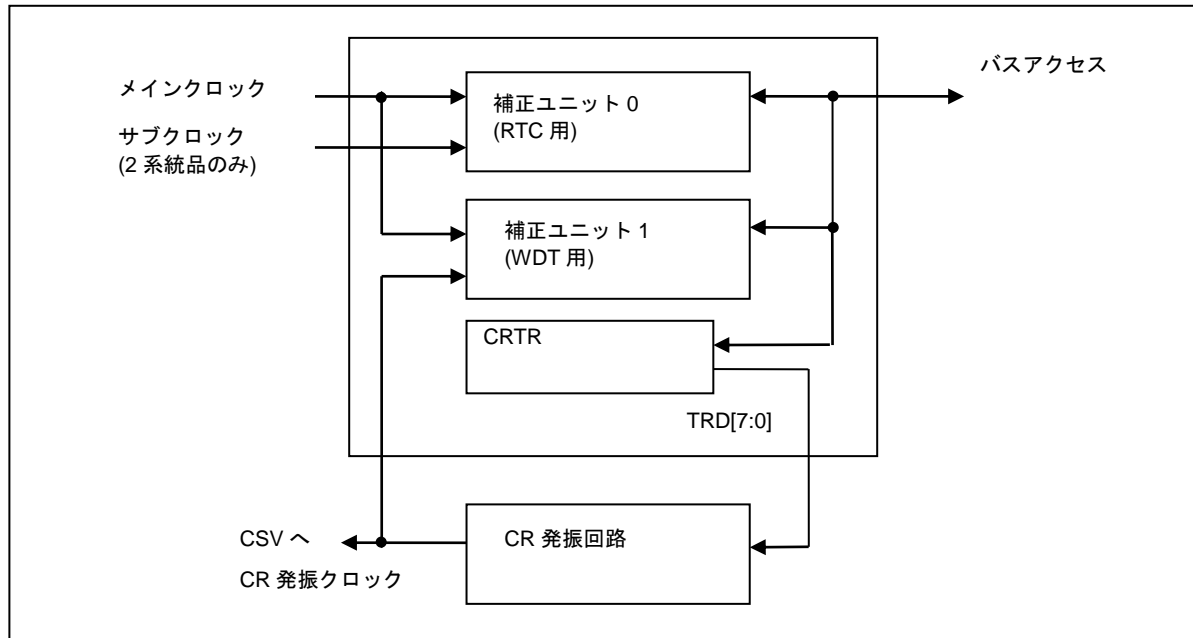 バスアクセス
メインクロック
サブクロック
(2 系統品のみ)
補正ユニット 0
(RTC 用)
補正ユニット 1
(WDT 用)
CRTR
TRD[7:0]
CR 発振回路
CSV へ
CR 発振クロック